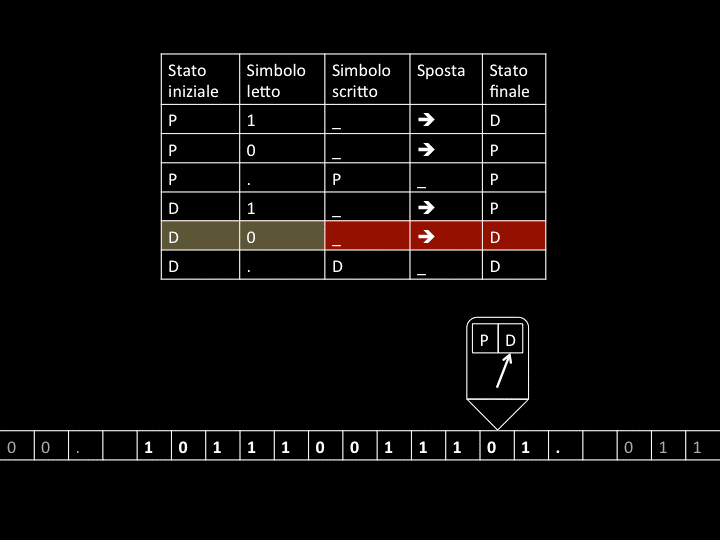 Stato iniziale Simbolo letto Simbolo scritto Sposta Stato finale
P 1 _ ➔ D
P 0 _ ➔ P
P . P _ P
D 1 _ ➔ P
D 0 _ ➔ D
D . D _ D
P D
0 0 . 1 0 1 1 1 0 0 1 1 1 0 1 . 0 1 1